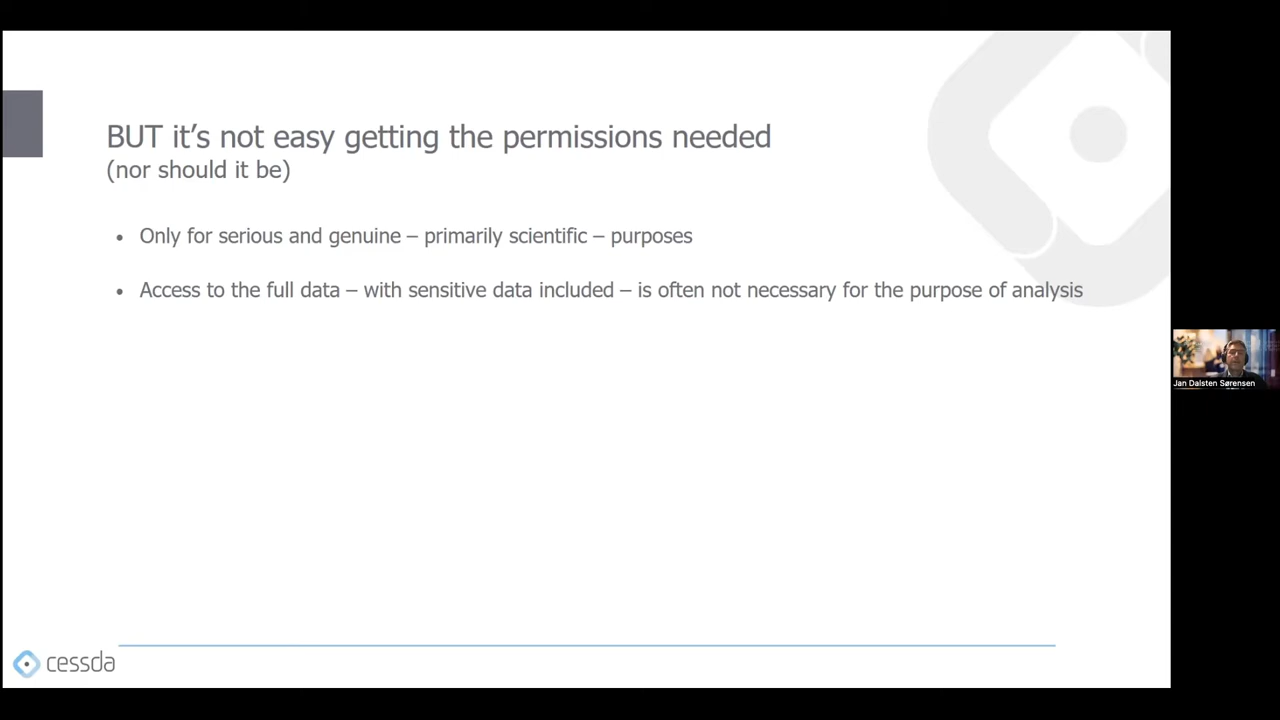 BUT it’s not easy getting the permissions needed
(nor should it be)
• Only for serious and genuine – primarily scientific – purposes
• Access to the full data – with sensitive data included – is often not necessary for the purpose of analysis
Jan Dalsten Sørensen
cessda